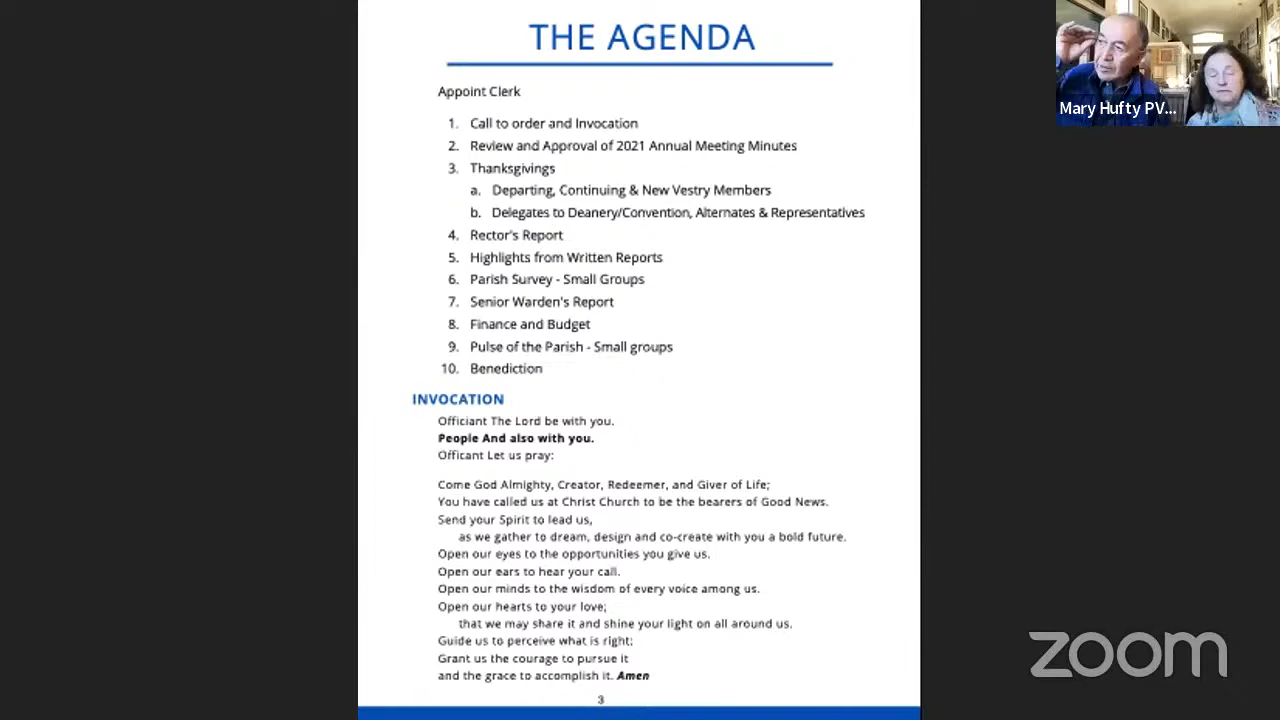 THE AGENDA
Appoint Clerk
1. Call to order and Invocation
2. Review and Approval of 2021 Annual Meeting Minutes
3. Thanksgivings
a. Departing, Continuing & New Vestry Members
b. Delegates to Deanery/Convention, Alternates & Representatives
4. Rector's Report
5. Highlights from Written Reports
6. Parish Survey - Small Groups
7. Senior Warden's Report
8. Finance and Budget
9. Pulse of the Parish - Small groups
10. Benediction
INVOCATION
Officiant The Lord be with you.
People And also with you.
Officant Let us pray:
Come God Almighty, Creator, Redeemer, and Giver of Life;
You have called us at Christ Church to be the bearers of Good News.
Send your Spirit to lead us,
as we gather to dream, design and co-create with you a bold future.
Open our eyes to the opportunities you give us.
Open our ears to hear your call.
Open our minds to the wisdom of every voice among us.
Open our hearts to your love;
that we may share it and shine your light on all around us.
Guide us to perceive what is right;
Grant us the courage to pursue it
and the grace to accomplish it. Amen
3
Mary Hufty PV...
zoom